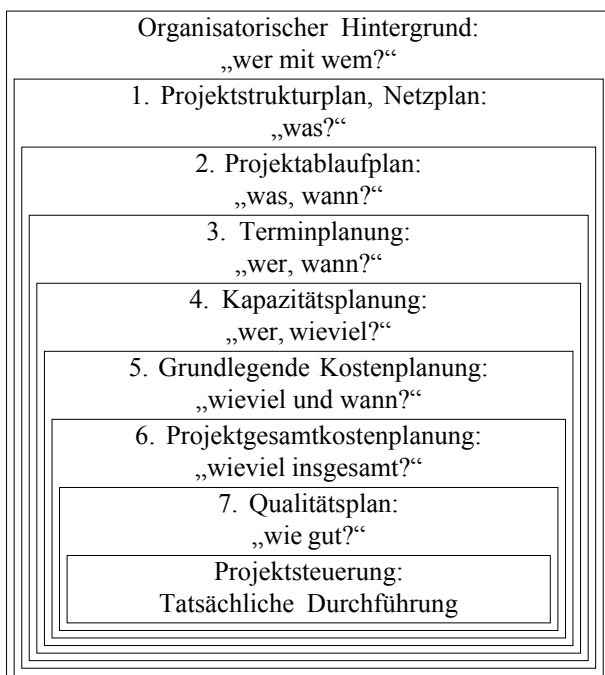 Organisatorischer Hintergrund:
„wer mit wem?“
1. Projektstrukturplan, Netzplan:
„was?“
2. Projektablaufplan:
„was, wann?“
3. Terminplanung:
„wer, wann?“
4. Kapazitätsplanung:
„wer, wieviel?“
5. Grundlegende Kostenplanung:
„wieviel und wann?“
6. Projektgesamtkostenplanung:
„wieviel insgesamt?“
7. Qualitätsplan:
„wie gut?“
Projektsteuerung:
Tatsächliche Durchführung